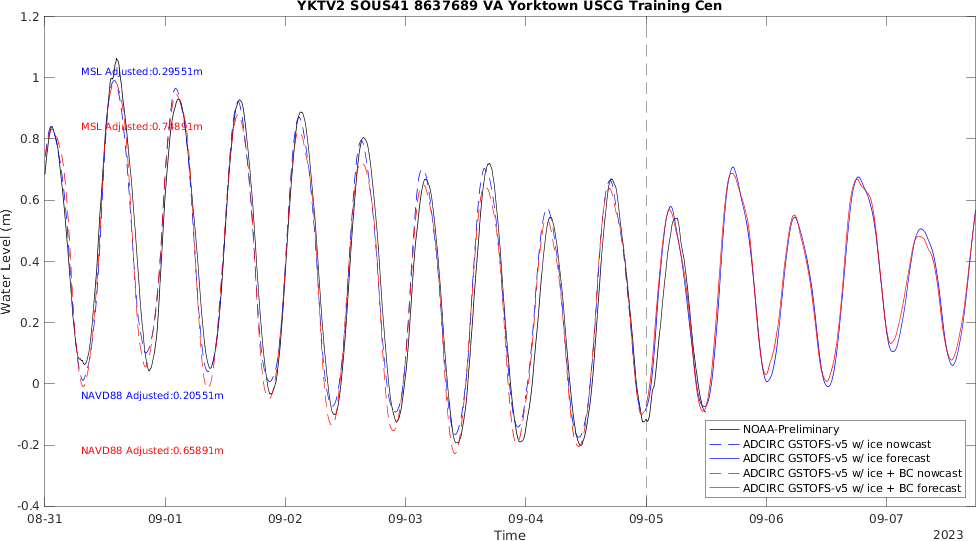 YKTV2 SOUS41 8637689 VA Yorktown USCG Training Cen
1.2
1
0.8
0.6
0.4
0.2
0
-0.2
-0.4
Water Level (m)
MSL Adjusted:0.29551m
MSL Adjusted:0.74891m
NAVD88 Adjusted:0.20551m
NAVD88 Adjusted:0.65891m
NOAA-Preliminary
ADCIRC GSTOFS-v5 w/ ice nowcast
ADCIRC GSTOFS-v5 w/ ice forecast
ADCIRC GSTOFS-v5 w/ ice + BC nowcast
ADCIRC GSTOFS-v5 w/ ice + BC forecast
08-31 09-01 09-02 09-03 09-04 09-05 09-06 09-07
Time
2023